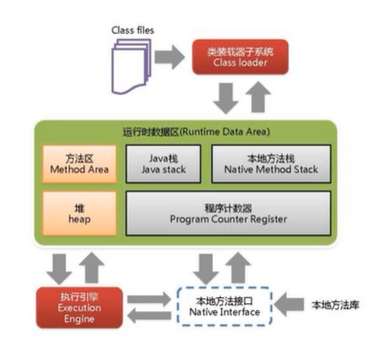 Class files
类装载器子系统
Class loader
运行时数据区(Runtime Data Area)
方法区
Method Area
Java栈
Java stack
本地方法栈
Native Method Stack
堆
heap
程序计数器
Program Counter Register
执行引擎
Execution
Engine
本地方法接口
Native Interface
本地方法库